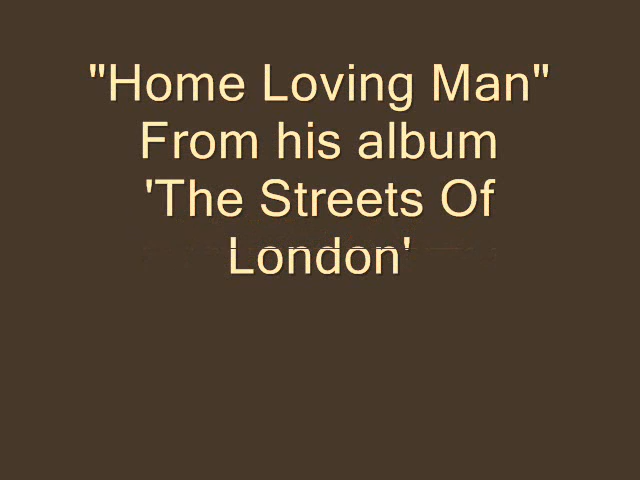 "Home Loving Man"
From his album
'The Streets Of
London'